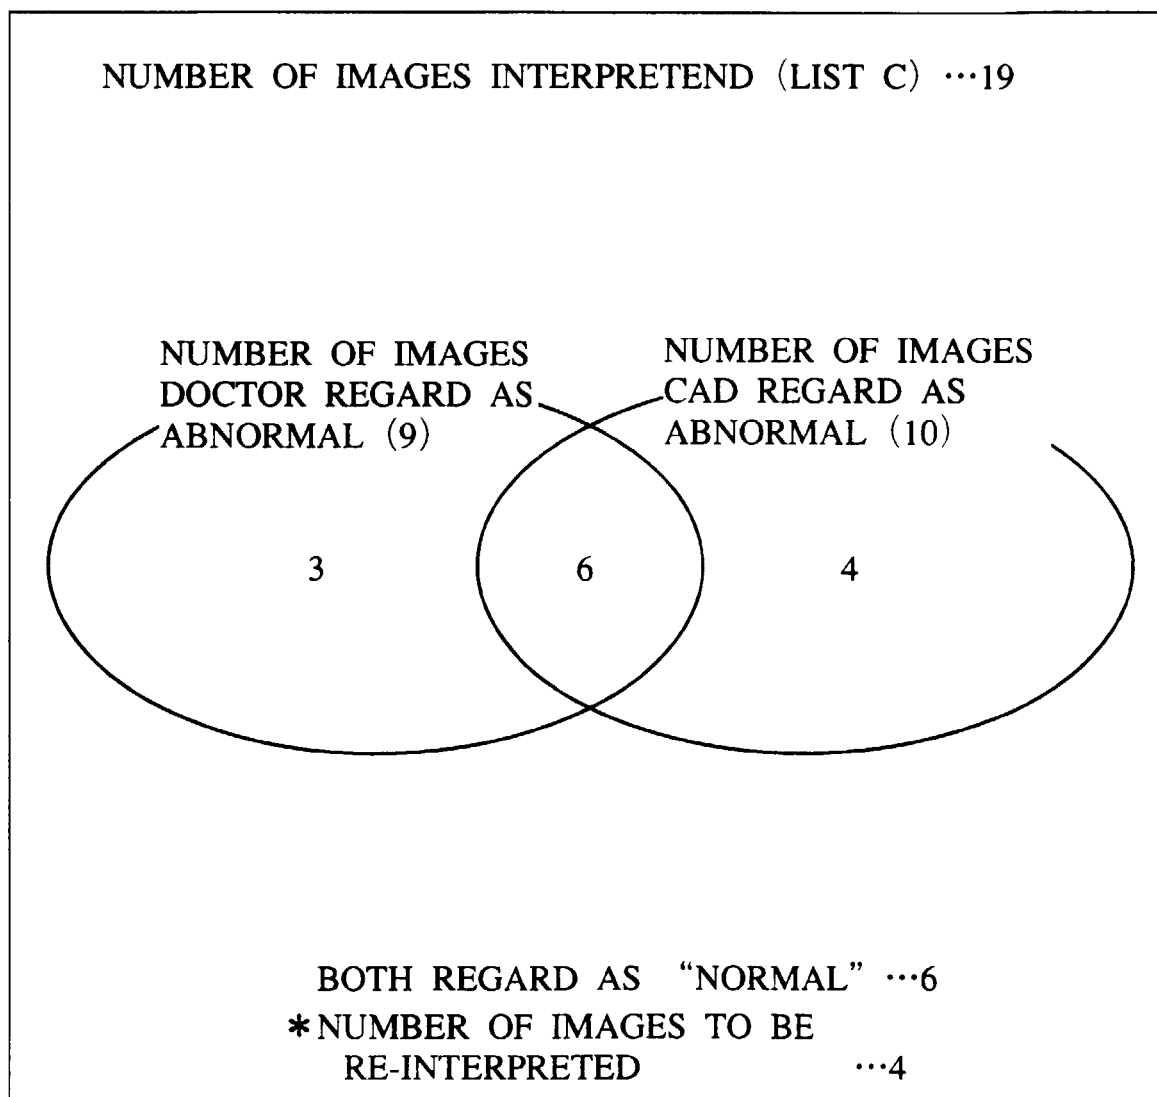 NUMBER OF IMAGES INTERPRETEND (LIST C) ···19
NUMBER OF IMAGES
DOCTOR REGARD AS
ABNORMAL (9)
NUMBER OF IMAGES
CAD REGARD AS
ABNORMAL (10)
3
6
4
BOTH REGARD AS “NORMAL” ···6
*NUMBER OF IMAGES TO BE
RE-INTERPRETED ···4